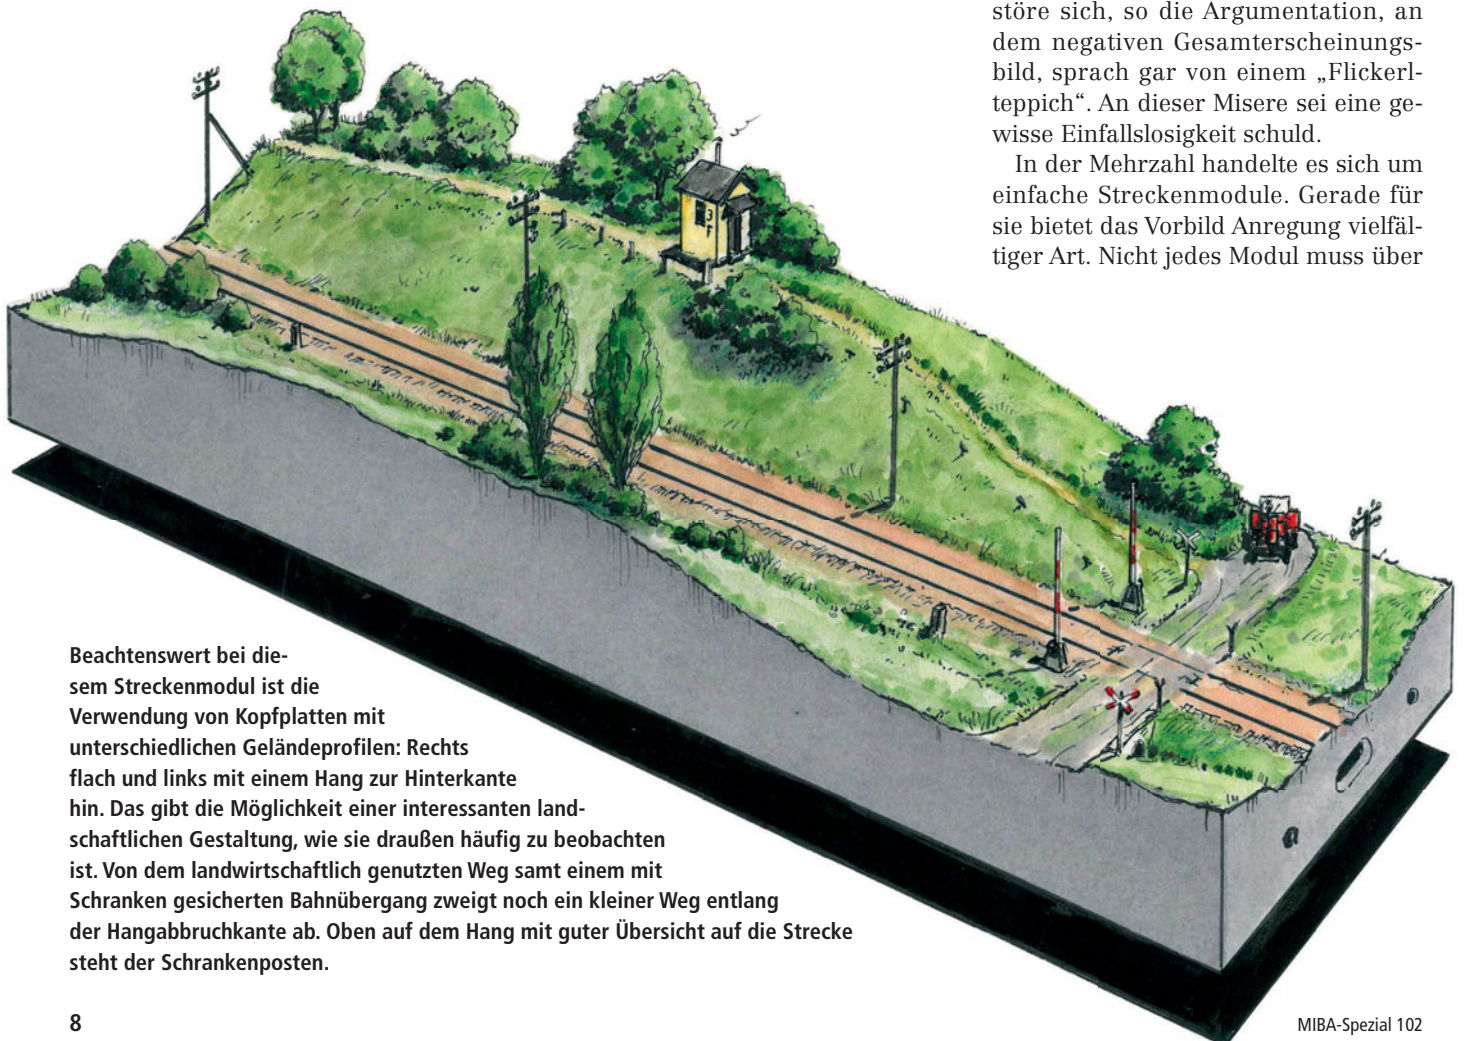 störe sich, so die Argumentation, an
dem negativen Gesamterscheinungs-
bild, sprach gar von einem „Flickerl-
teppich“. An dieser Misere sei eine ge-
wisse Einfallslosigkeit schuld.
In der Mehrzahl handelte es sich um
einfache Streckenmodule. Gerade für
sie bietet das Vorbild Anregung vielfäl-
tiger Art. Nicht jedes Modul muss über
3
F
Beachtenswert bei die-
sem Streckenmodul ist die
Verwendung von Kopfplatten mit
unterschiedlichen Geländeprofilen: Rechts
flach und links mit einem Hang zur Hinterkante
hin. Das gibt die Möglichkeit einer interessanten land-
schaftlichen Gestaltung, wie sie draußen häufig zu beobachten
ist. Von dem landwirtschaftlich genutzten Weg samt einem mit
Schranken gesicherten Bahnübergang zweigt noch ein kleiner Weg entlang
der Hangabbruchkante ab. Oben auf dem Hang mit guter Übersicht auf die Strecke
steht der Schrankenposten.
8
MIBA-Spezial 102